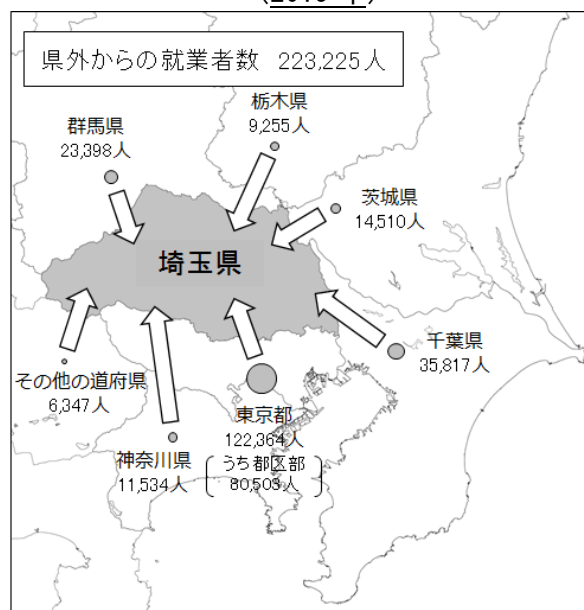 県外からの就業者数 223,225人
栃木県
9,255人
群馬県
23,398人
茨城県
14,510人
埼玉県
千葉県
35,817人
その他の道府県
6,347人
東京都
122,364人
うち都区部
80,503人
神奈川県
11,534人